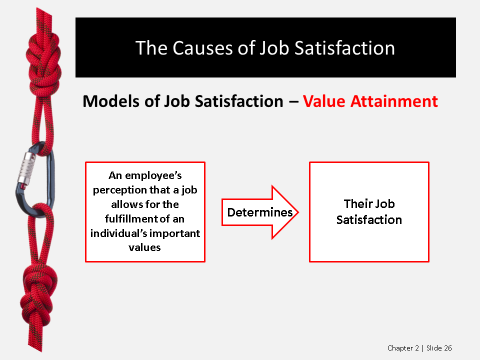 The Causes of Job Satisfaction
Models of Job Satisfaction – Value Attainment
An employee's
perception that a job
allows for the
fulfillment of an
individual's important
values
Determines
Their Job
Satisfaction
Chapter 2 | Slide 26